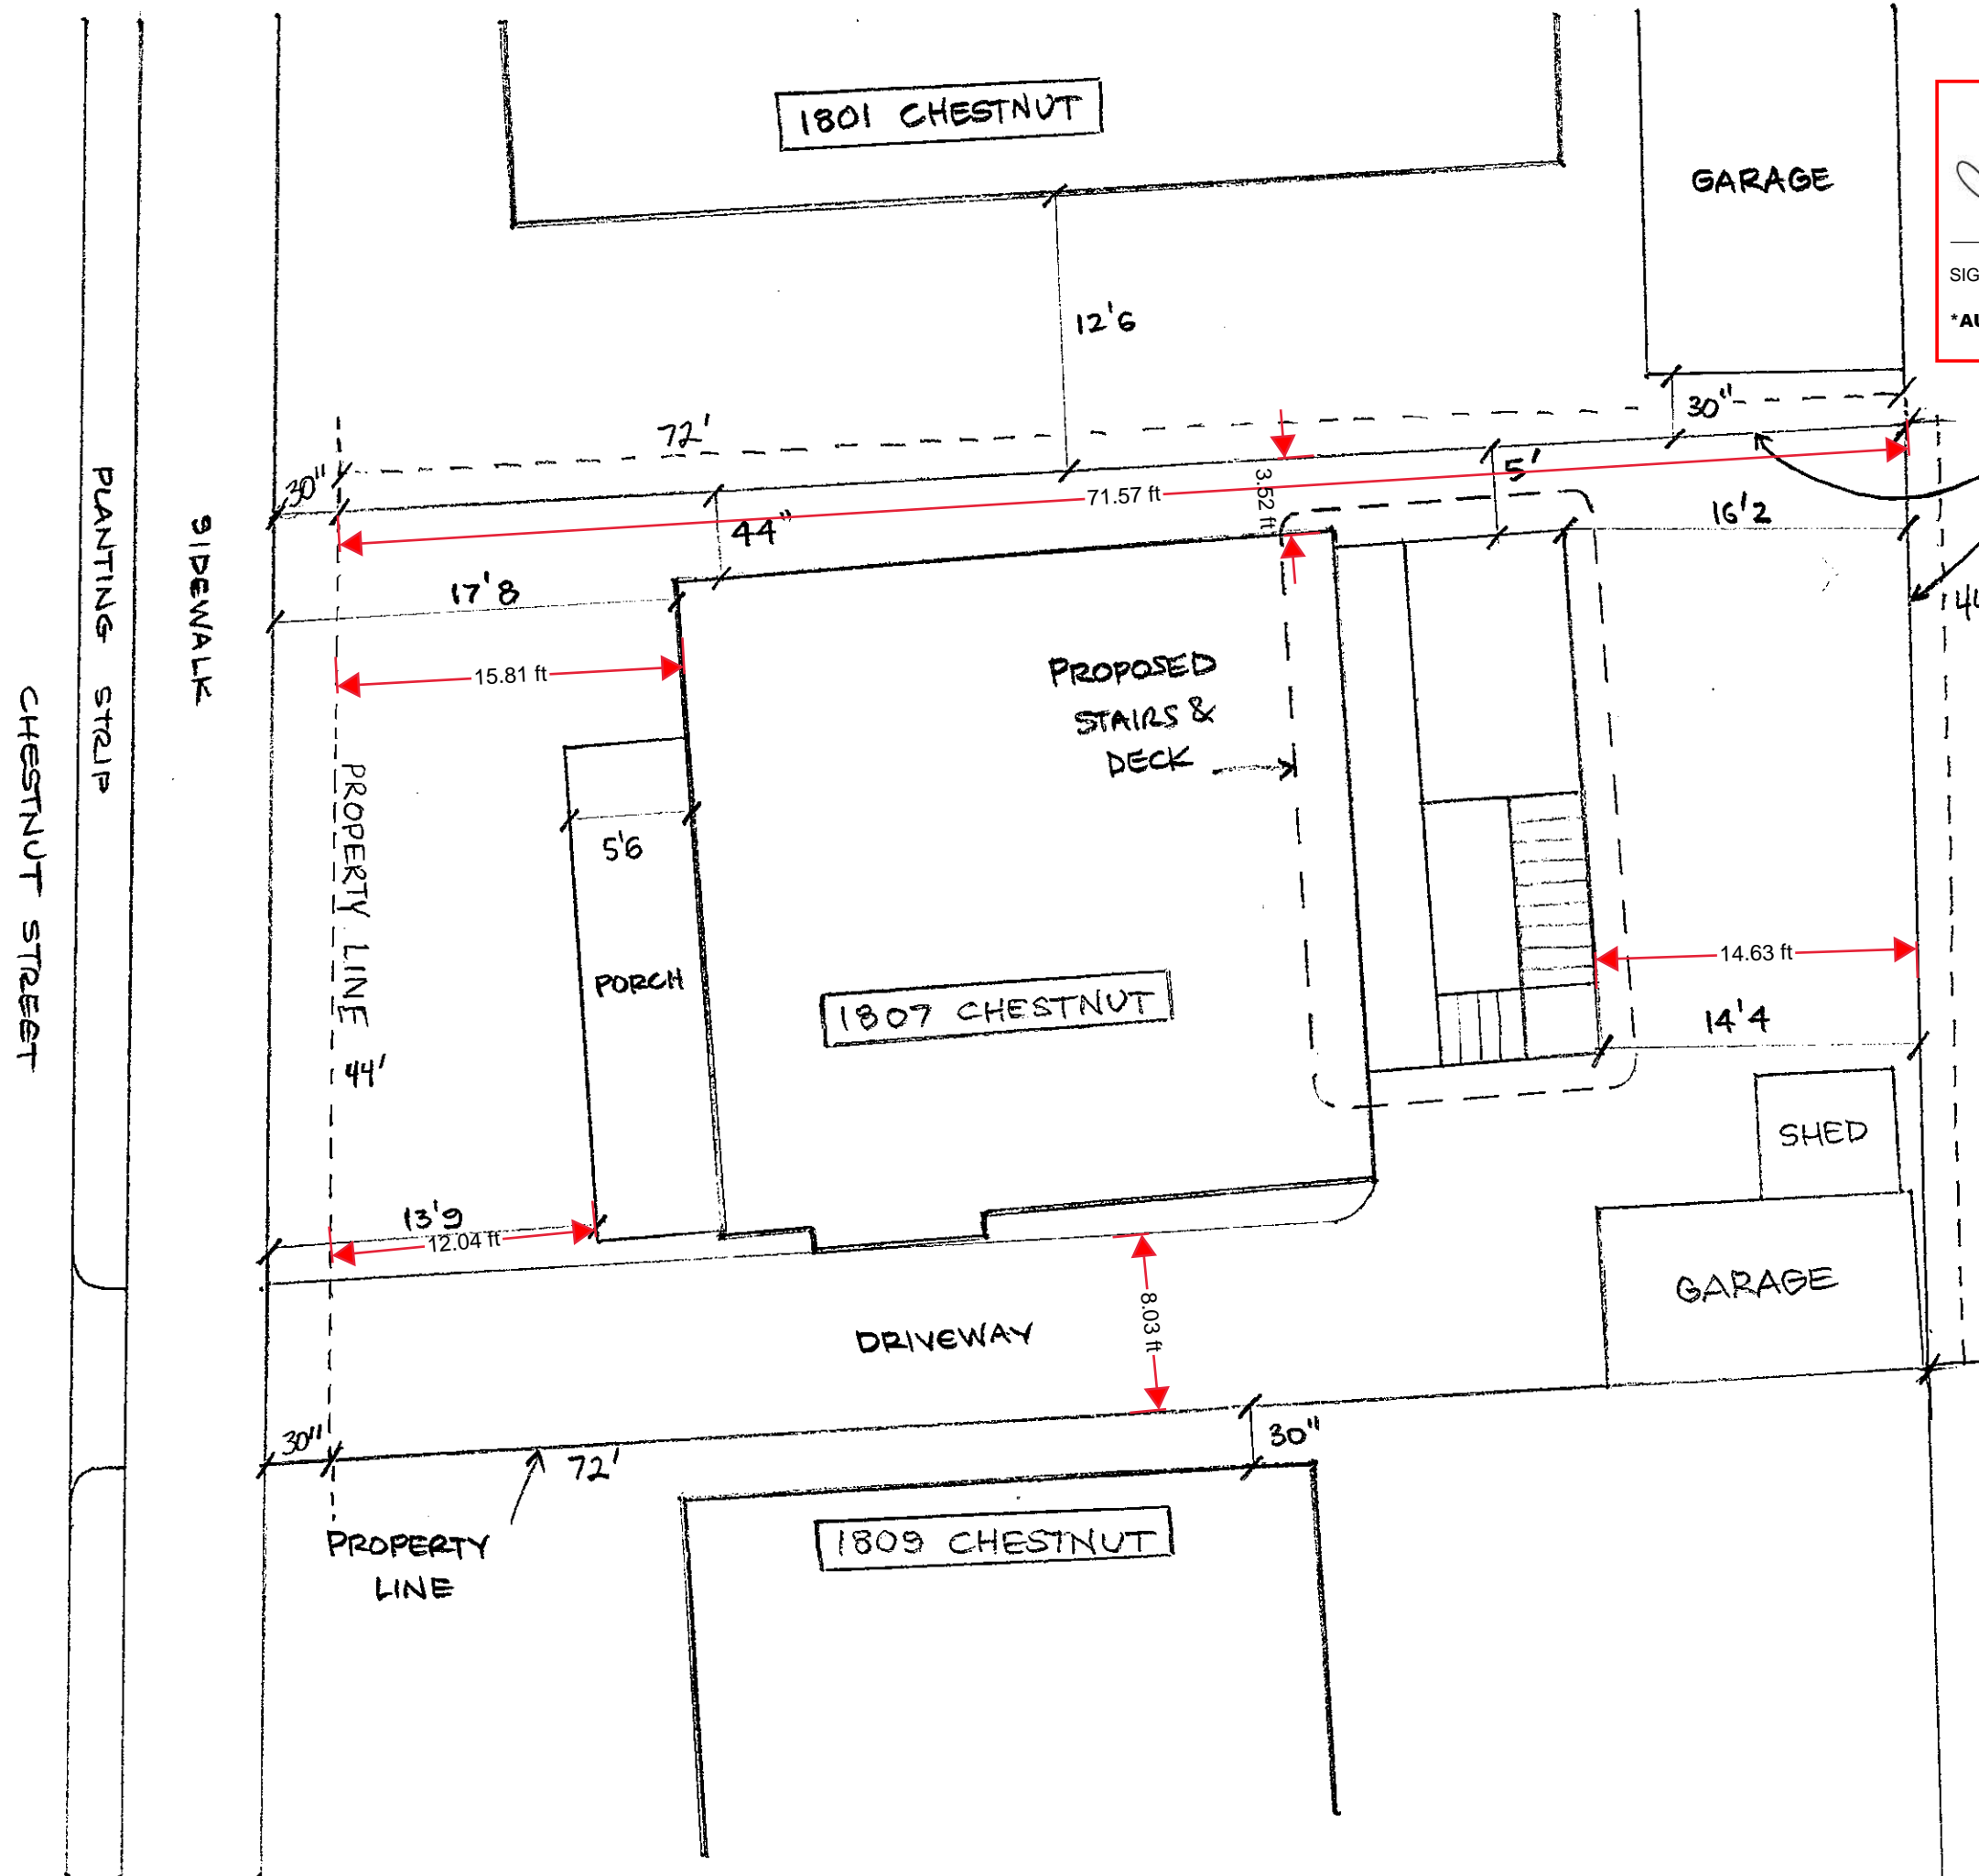 1801 CHESTNUT
GARAGE
SIG
*AU
12'6
30"
72'
30"
5'
3.52 ft
71.57 ft
44"
16'2
17'8
15.81 ft
PROPOSED
STAIRS &
DECK
PLANTING STRIP
SIDEWALK
CHESTNUT STREET
PROPERTY LINE
44'
5'6
PORCH
1807 CHESTNUT
14.63 ft
14'4
SHED
13'9
12.04 ft
GARAGE
8.03 ft
DRIVEWAY
30"
72'
30"
PROPERTY
LINE
1809 CHESTNUT